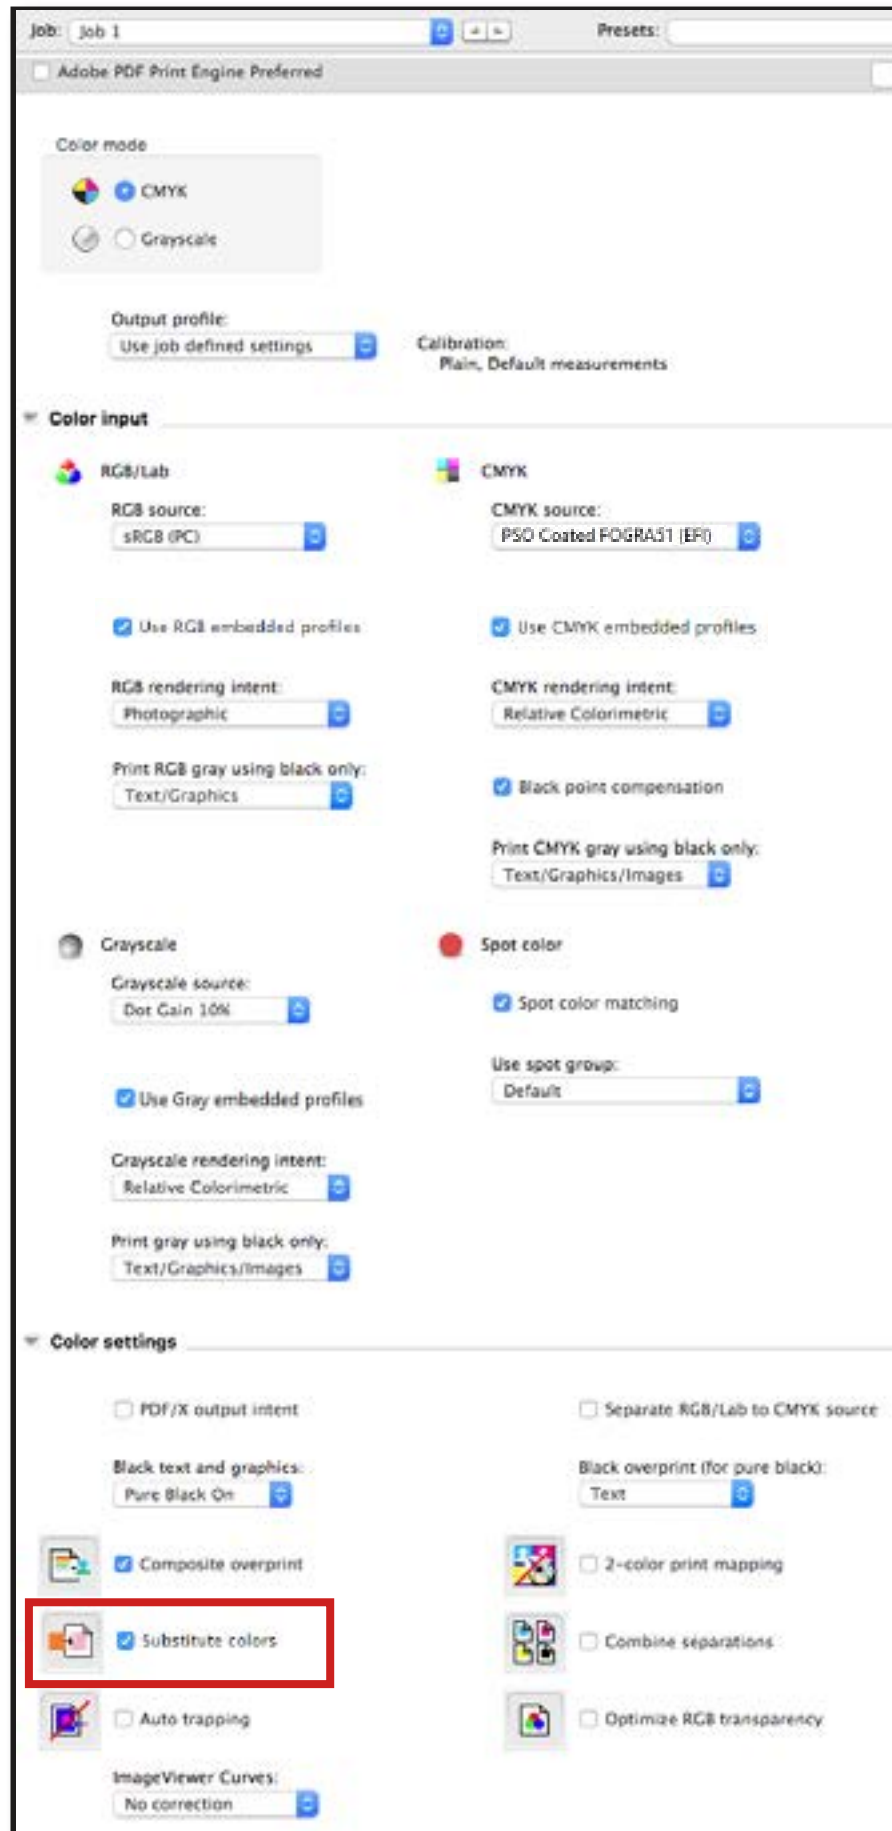 Job: Job 1 Presets:
Adobe PDF Print Engine Preferred
Color mode
CMYK
Grayscale
Output profile:
Use job defined settings
Calibration:
Plain, Default measurements
Color input
RGB/Lab
RGB source:
sRGB (PC)
Use RGB embedded profiles
RGB rendering intent:
Photographic
Print RGB gray using black only:
Text/Graphics
CMYK
CMYK source:
PSO Coated FOGRA51 (EFI)
Use CMYK embedded profiles
CMYK rendering intent:
Relative Colorimetric
Black point compensation
Print CMYK gray using black only:
Text/Graphics/Images
Grayscale
Grayscale source:
Dot Gain 10%
Use Gray embedded profiles
Grayscale rendering intent:
Relative Colorimetric
Print gray using black only:
Text/Graphics/Images
Spot color
Spot color matching
Use spot group:
Default
Color settings
PDF/X output intent
Separate RGB/Lab to CMYK source
Black text and graphics:
Pure Black On
Black overprint (for pure black):
Text
Composite overprint
2-color print mapping
Substitute colors
Combine separations
Auto trapping
Optimize RGB transparency
ImageViewer Curves:
No correction